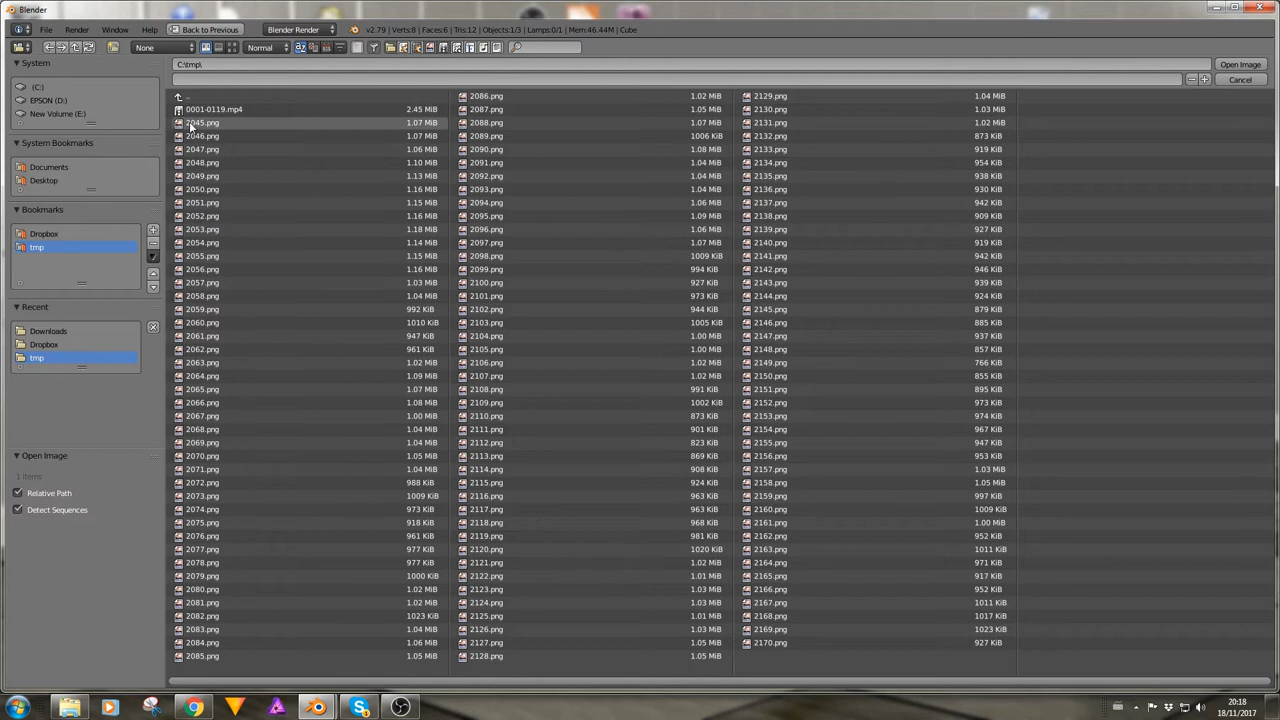 Blender
File Render Window Help Back to Previous Blender Render v2.79 | Verts:8 | Faces:6 | Tris:12 | Objects:1/3 | Lamps:0/1 | Mem:46.44M | Cube
None Normal
System
(C:)
EPSON (D:)
New Volume (E:)
System Bookmarks
Documents
Desktop
Bookmarks
Dropbox
tmp
Recent
Downloads
Dropbox
tmp
Open Image
1 items
Relative Path
Detect Sequences
C:\tmp\ Open Image
Cancel
..
0001-0119.mp4 2.45 MiB
2045.png 1.07 MiB
2046.png 1.07 MiB
2047.png 1.06 MiB
2048.png 1.10 MiB
2049.png 1.13 MiB
2050.png 1.16 MiB
2051.png 1.15 MiB
2052.png 1.16 MiB
2053.png 1.18 MiB
2054.png 1.14 MiB
2055.png 1.15 MiB
2056.png 1.16 MiB
2057.png 1.03 MiB
2058.png 1.04 MiB
2059.png 992 KiB
2060.png 1010 KiB
2061.png 947 KiB
2062.png 961 KiB
2063.png 1.02 MiB
2064.png 1.09 MiB
2065.png 1.07 MiB
2066.png 1.08 MiB
2067.png 1.00 MiB
2068.png 1.04 MiB
2069.png 1.04 MiB
2070.png 1.05 MiB
2071.png 1.04 MiB
2072.png 988 KiB
2073.png 1009 KiB
2074.png 973 KiB
2075.png 918 KiB
2076.png 961 KiB
2077.png 977 KiB
2078.png 977 KiB
2079.png 1000 KiB
2080.png 1.02 MiB
2081.png 1.02 MiB
2082.png 1023 KiB
2083.png 1.04 MiB
2084.png 1.06 MiB
2085.png 1.05 MiB
2086.png 1.02 MiB
2087.png 1.05 MiB
2088.png 1.07 MiB
2089.png 1006 KiB
2090.png 1.08 MiB
2091.png 1.04 MiB
2092.png 1.04 MiB
2093.png 1.04 MiB
2094.png 1.06 MiB
2095.png 1.09 MiB
2096.png 1.06 MiB
2097.png 1.07 MiB
2098.png 1009 KiB
2099.png 994 KiB
2100.png 927 KiB
2101.png 973 KiB
2102.png 944 KiB
2103.png 1005 KiB
2104.png 1.00 MiB
2105.png 1.00 MiB
2106.png 1.02 MiB
2107.png 1.02 MiB
2108.png 991 KiB
2109.png 1002 KiB
2110.png 873 KiB
2111.png 901 KiB
2112.png 823 KiB
2113.png 869 KiB
2114.png 908 KiB
2115.png 924 KiB
2116.png 963 KiB
2117.png 963 KiB
2118.png 968 KiB
2119.png 981 KiB
2120.png 1020 KiB
2121.png 1.02 MiB
2122.png 1.01 MiB
2123.png 1.03 MiB
2124.png 1.03 MiB
2125.png 1.01 MiB
2126.png 1.03 MiB
2127.png 1.05 MiB
2128.png 1.05 MiB
2129.png 1.04 MiB
2130.png 1.03 MiB
2131.png 1.02 MiB
2132.png 873 KiB
2133.png 919 KiB
2134.png 954 KiB
2135.png 938 KiB
2136.png 930 KiB
2137.png 942 KiB
2138.png 909 KiB
2139.png 927 KiB
2140.png 919 KiB
2141.png 942 KiB
2142.png 946 KiB
2143.png 939 KiB
2144.png 924 KiB
2145.png 879 KiB
2146.png 885 KiB
2147.png 937 KiB
2148.png 857 KiB
2149.png 766 KiB
2150.png 855 KiB
2151.png 895 KiB
2152.png 973 KiB
2153.png 974 KiB
2154.png 967 KiB
2155.png 947 KiB
2156.png 953 KiB
2157.png 1.03 MiB
2158.png 1.05 MiB
2159.png 997 KiB
2160.png 1009 KiB
2161.png 1.00 MiB
2162.png 952 KiB
2163.png 1011 KiB
2164.png 971 KiB
2165.png 917 KiB
2166.png 952 KiB
2167.png 1011 KiB
2168.png 1017 KiB
2169.png 1023 KiB
2170.png 927 KiB
20:18
18/11/2017